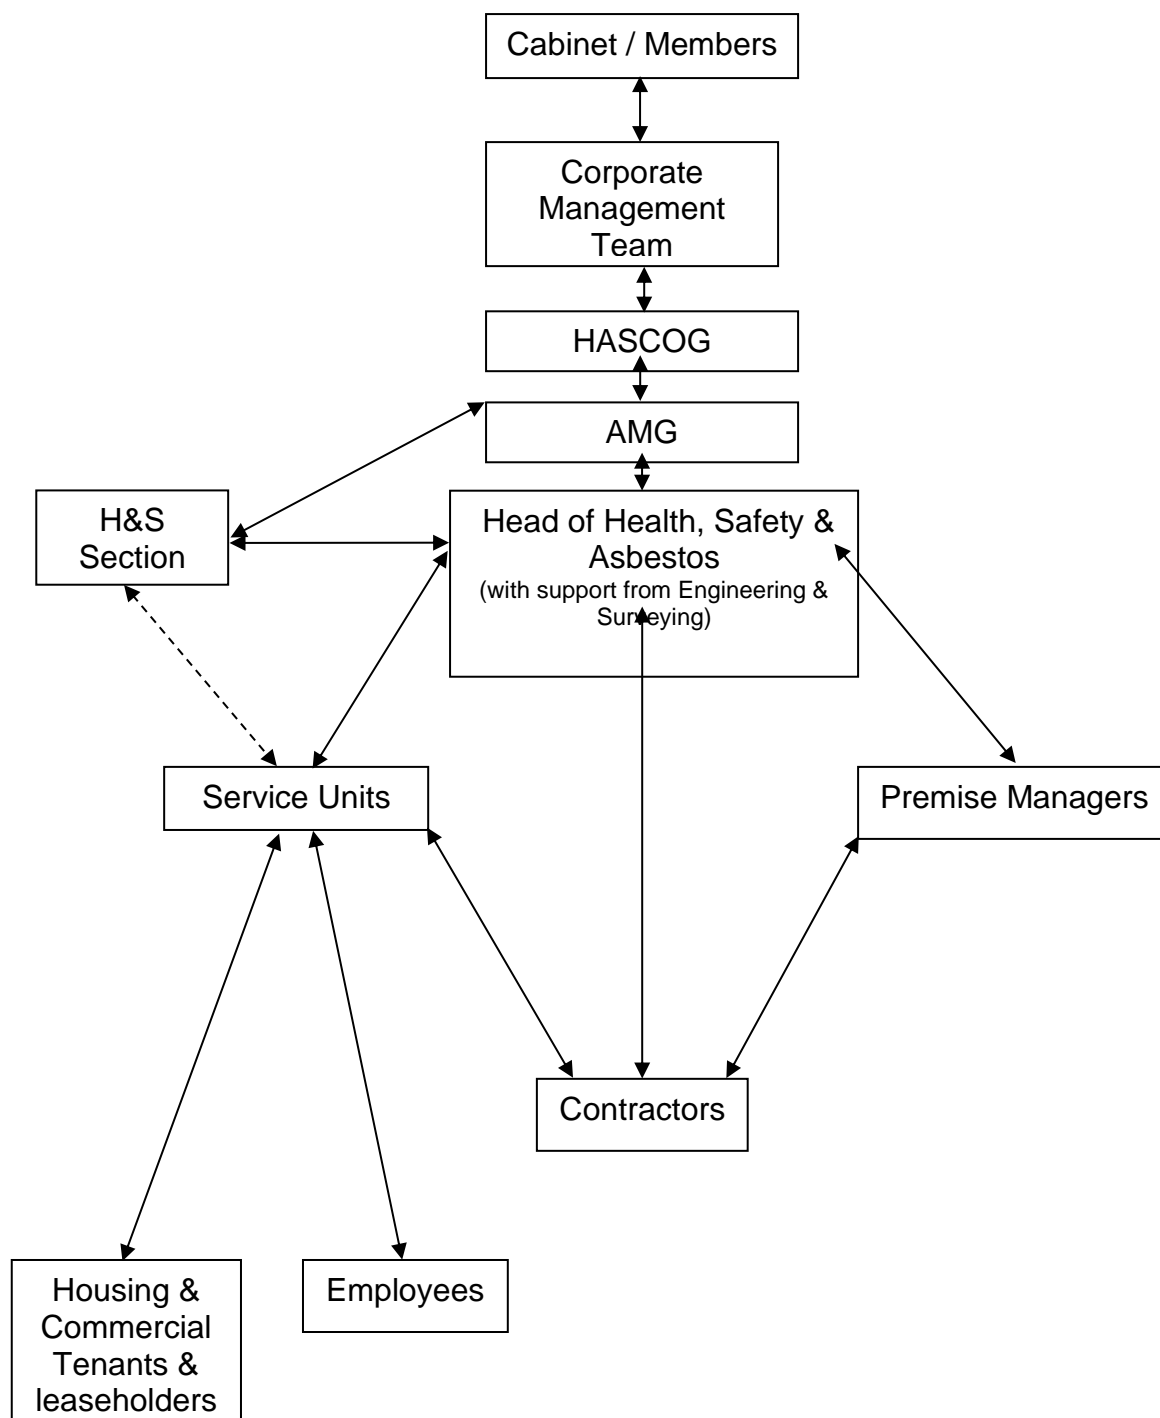 Cabinet / Members
Corporate
Management
Team
HASCOG
AMG
H&S
Section
Head of Health, Safety &
Asbestos
(with support from Engineering &
Surveying)
Service Units
Premise Managers
Contractors
Housing &
Commercial
Tenants &
leaseholders
Employees